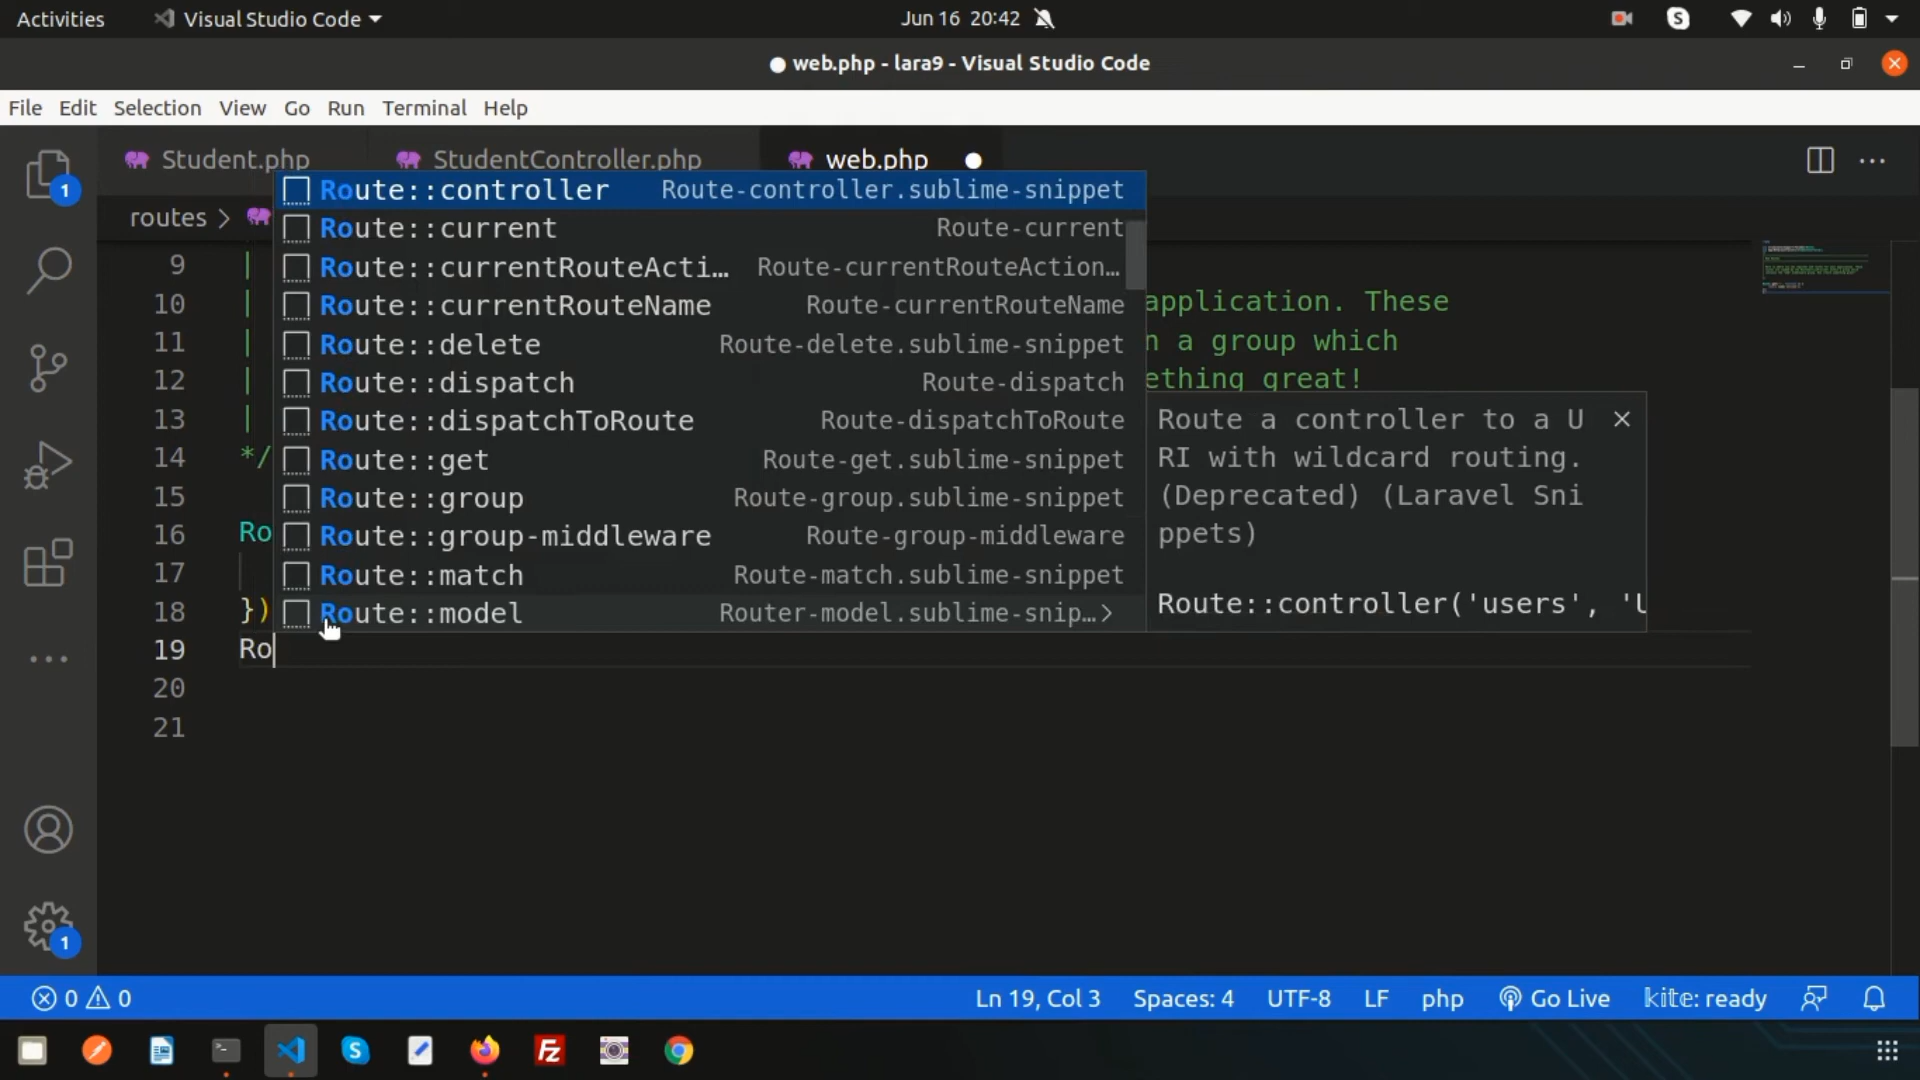 Activities Visual Studio Code Jun 16 20:42
web.php - lara9 - Visual Studio Code
File Edit Selection View Go Run Terminal Help
Student.php StudentController.php web.php
routes >
Route::controller Route-controller.sublime-snippet
Route::current Route-current
Route::currentRouteActi… Route-currentRouteAction…
Route::currentRouteName Route-currentRouteName
Route::delete Route-delete.sublime-snippet
Route::dispatch Route-dispatch
Route::dispatchToRoute Route-dispatchToRoute
Route::get Route-get.sublime-snippet
Route::group Route-group.sublime-snippet
Route::group-middleware Route-group-middleware
Route::match Route-match.sublime-snippet
Route::model Router-model.sublime-snip…>
Route a controller to a U
RI with wildcard routing.
(Deprecated) (Laravel Sni
ppets)
Route::controller('users', 'U
9 |
10 | application. These
11 | n a group which
12 | ething great!
13 |
14 */
15
16 Ro
17
18 })
19 Ro
20
21
1
1
0 0 Ln 19, Col 3 Spaces: 4 UTF-8 LF php Go Live kite: ready